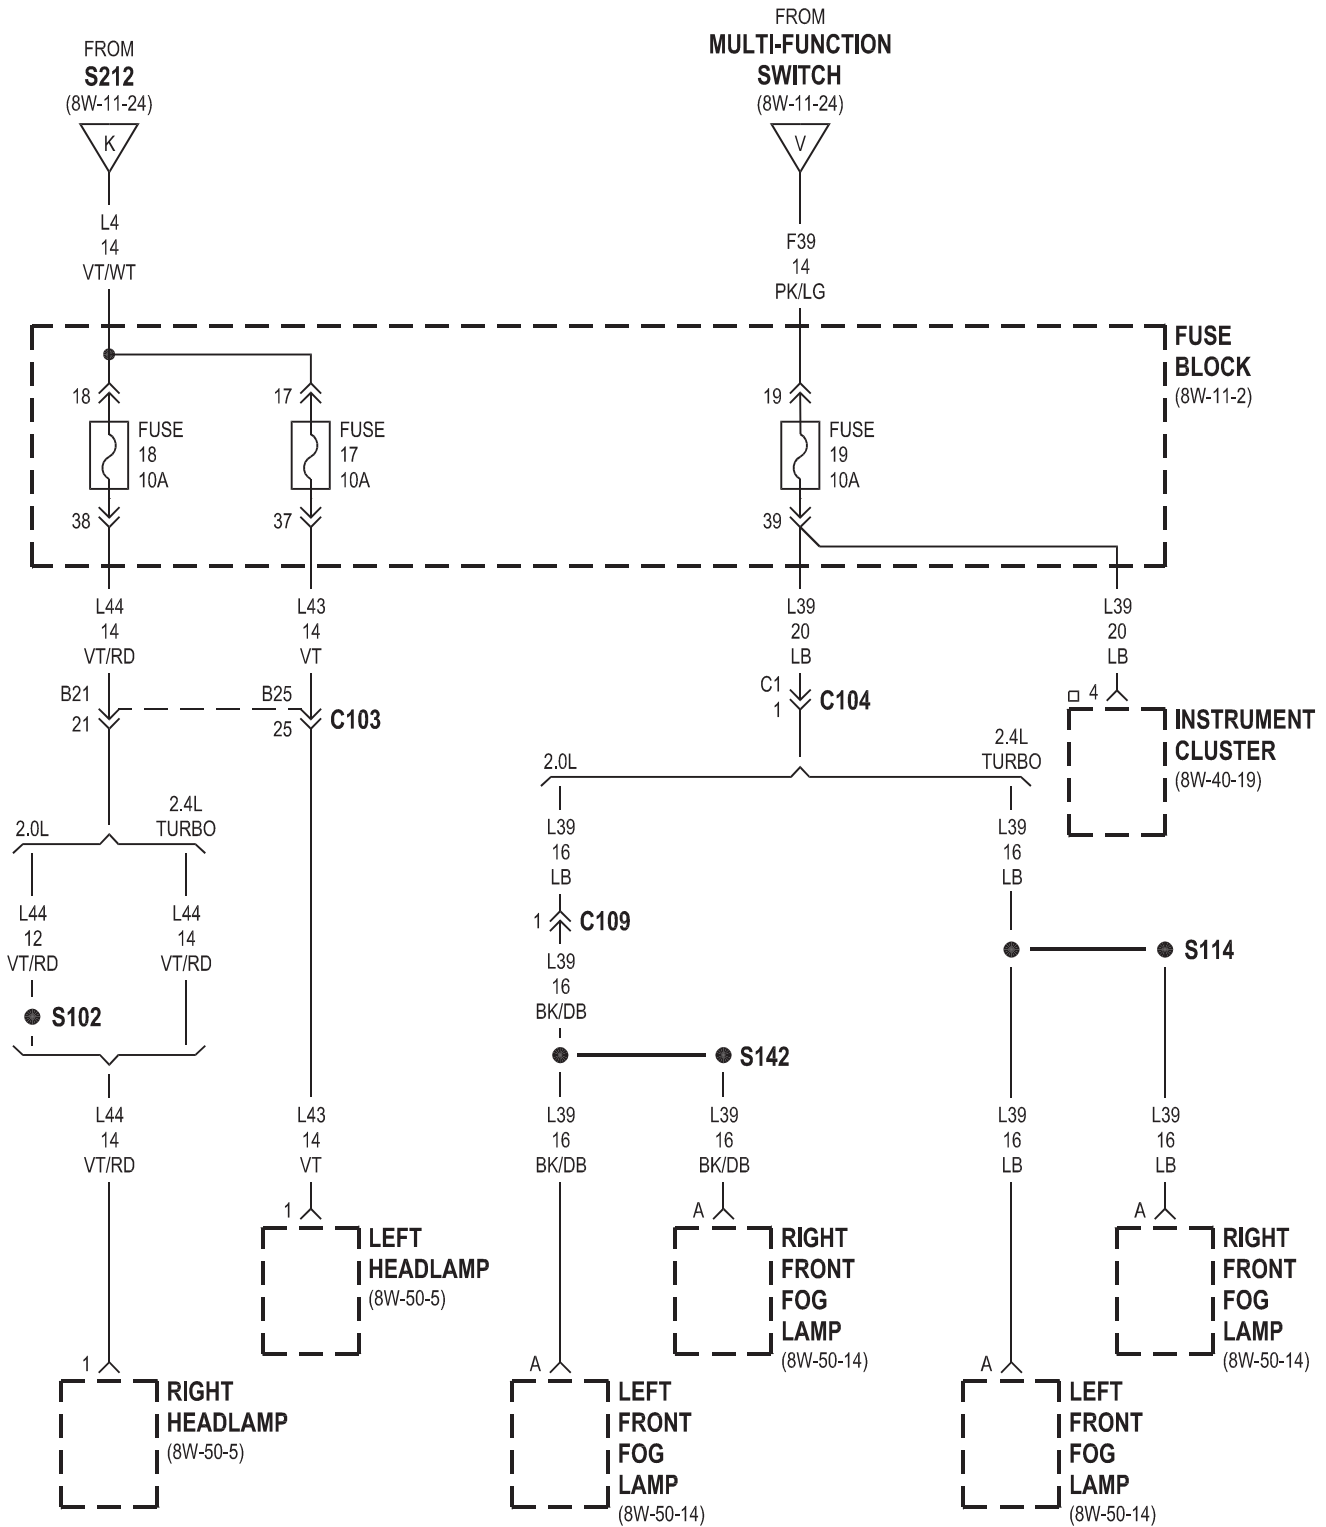 FROM
S212
(8W-11-24)
K
L4
14
VT/WT
FROM
MULTI-FUNCTION
SWITCH
(8W-11-24)
V
F39
14
PK/LG
FUSE
BLOCK
(8W-11-2)
18
FUSE
18
10A
38
17
FUSE
17
10A
37
19
FUSE
19
10A
39
L44
14
VT/RD
L43
14
VT
L39
20
LB
L39
20
LB
B21
21
B25
25
C103
C1
1
C104
4
INSTRUMENT
CLUSTER
(8W-40-19)
2.0L
2.4L
TURBO
2.0L
2.4L
TURBO
L44
12
VT/RD
L44
14
VT/RD
S102
L39
16
LB
1
C109
L39
16
BK/DB
S142
L39
16
LB
S114
L44
14
VT/RD
L43
14
VT
L39
16
BK/DB
L39
16
BK/DB
L39
16
LB
L39
16
LB
1
LEFT
HEADLAMP
(8W-50-5)
A
RIGHT
FRONT
FOG
LAMP
(8W-50-14)
A
RIGHT
FRONT
FOG
LAMP
(8W-50-14)
1
RIGHT
HEADLAMP
(8W-50-5)
A
LEFT
FRONT
FOG
LAMP
(8W-50-14)
A
LEFT
FRONT
FOG
LAMP
(8W-50-14)